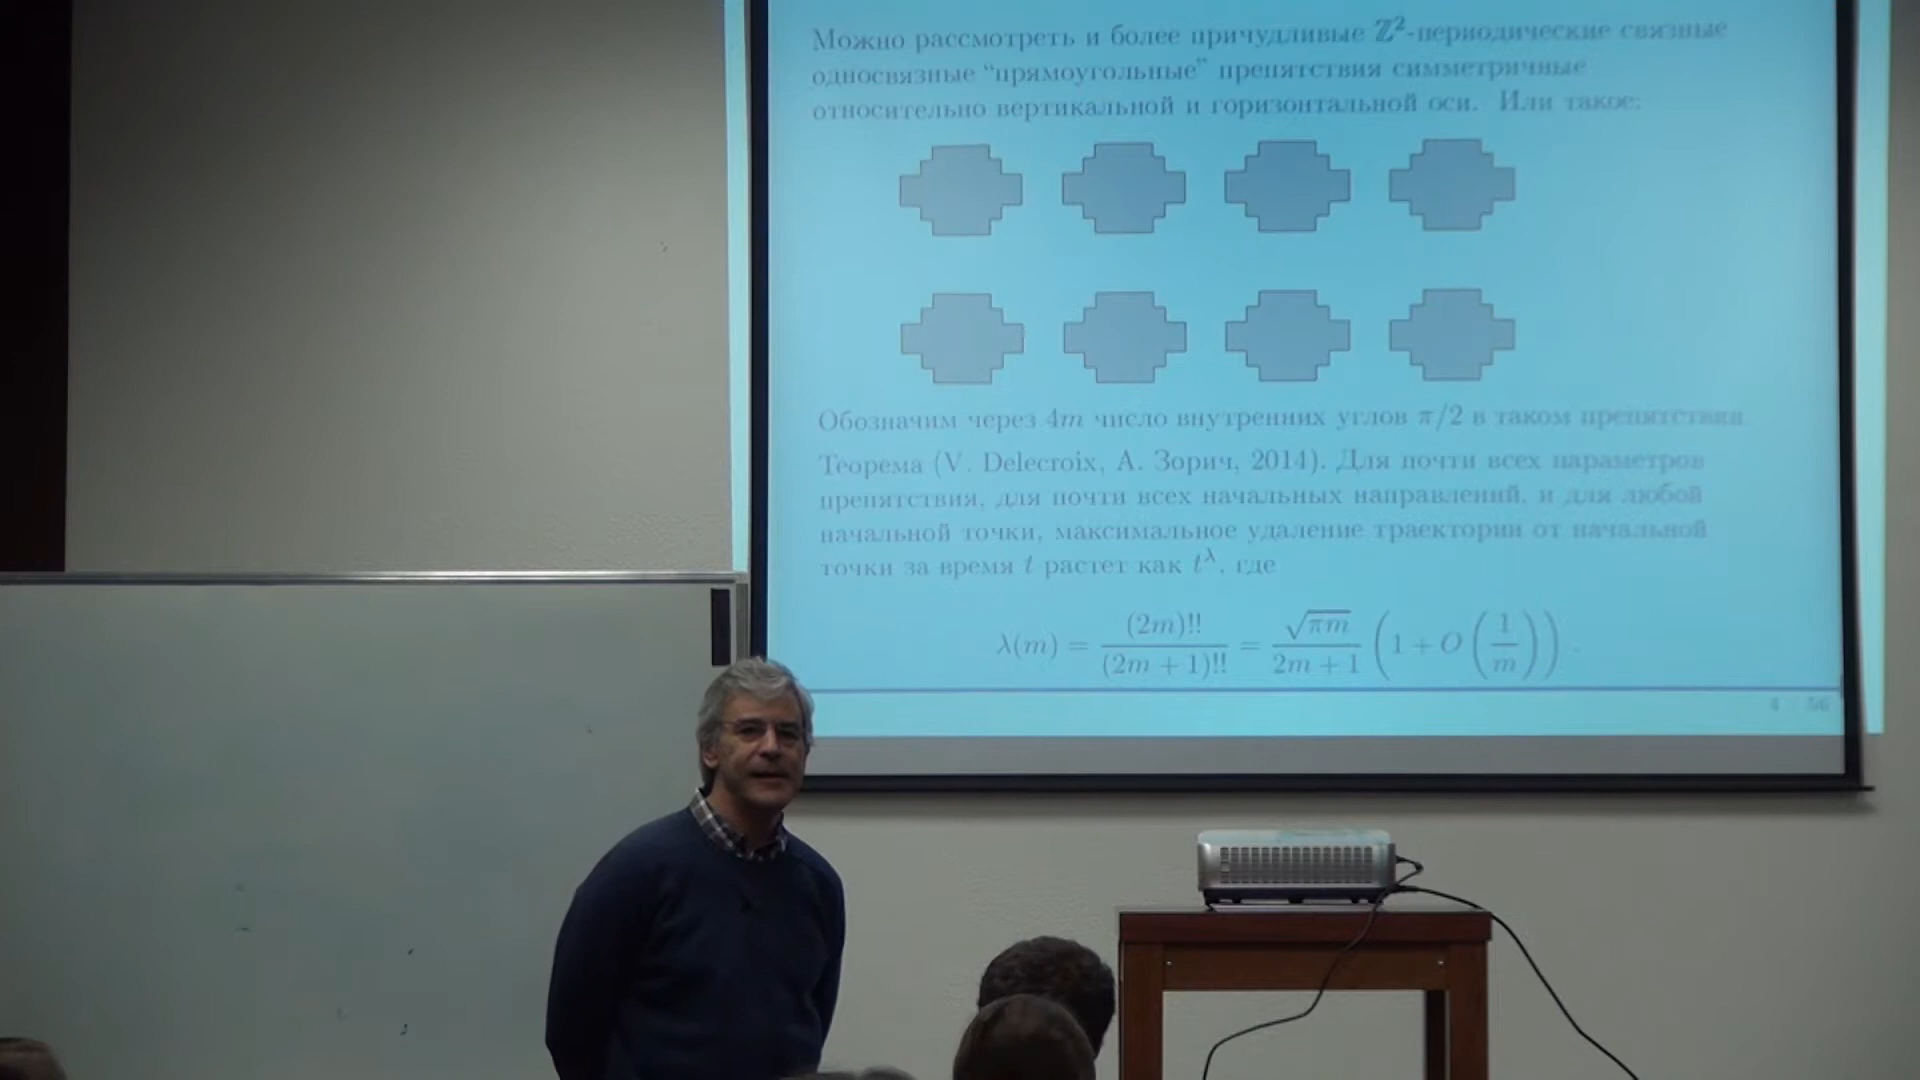 Можно рассмотреть и более причудливые ℤ²-периодические связные
односвязные “прямоугольные” препятствия симметричные
относительно вертикальной и горизонтальной оси. Или такое:
Обозначим через 4m число внутренних углов π/2 в таком препятствии.
Теорема (V. Delecroix, А. Зорич, 2014). Для почти всех параметров
препятствия, для почти всех начальных направлений, и для любой
начальной точки, максимальное удаление траектории от начальной
точки за время t растет как t^λ, где
λ(m) = (2m)!! / (2m + 1)!! = √(πm) / (2m + 1) (1 + O(1/m)) .
4 / 56